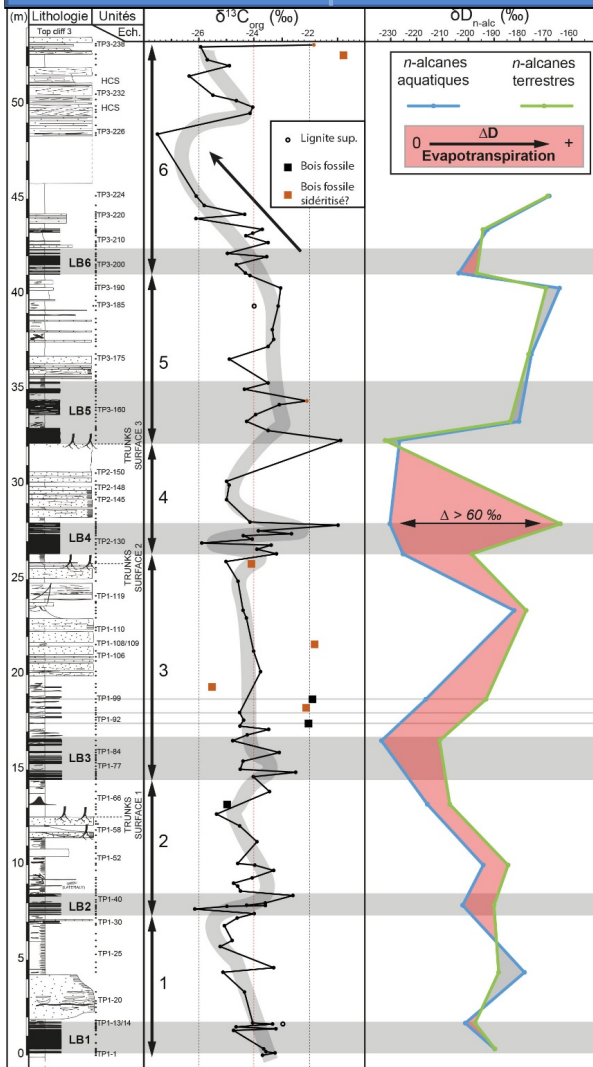 (m) Lithologie Unités δ¹³C org (‰) δD n-alc (‰)
Top cliff 3 Ech.
-26 -24 -22
-230 -210 -190 -170 -160
n-alcanes aquatiques
n-alcanes terrestres
0 ΔD +
Evapotranspiration
Lignite sup.
Bois fossile
Bois fossile sidéritisé?
TP3-238
HCS
TP3-232
50
HCS
TP3-226
6
45
TP3-224
TP3-220
TP3-210
LB6
TP3-200
40
TP3-190
TP3-185
5
TP3-175
35
LB5
TP3-160
TRUNKS SURFACE 3
30
TP2-150
TP2-148
TP2-145
4
LB4
TP2-130
Δ > 60 ‰
TRUNKS SURFACE 2
25
TP1-119
TP1-110
TP1-108/109
TP1-106
3
20
TP1-99
TP1-92
LB3
TP1-84
TP1-77
15
TP1-66
TRUNKS SURFACE 1
TP1-58
2
TP1-52
10
LB2
TP1-40
TP1-30
TP1-25
5
1
TP1-20
TP1-13/14
LB1
0
TP1-1